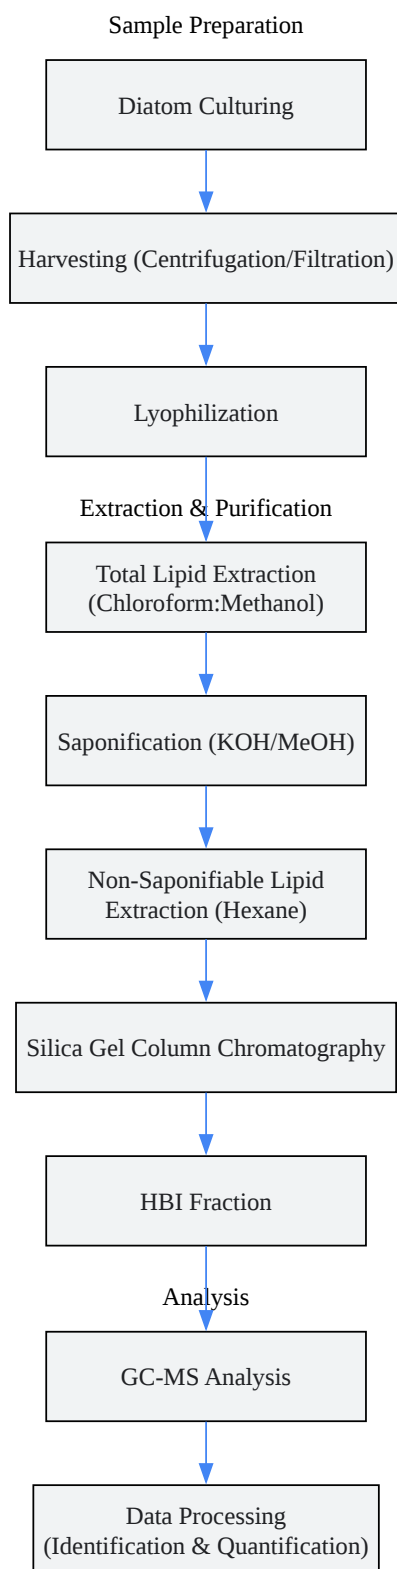 Sample Preparation
Diatom Culturing
Harvesting (Centrifugation/Filtration)
Lyophilization
Extraction & Purification
Total Lipid Extraction
(Chloroform:Methanol)
Saponification (KOH/MeOH)
Non-Saponifiable Lipid
Extraction (Hexane)
Silica Gel Column Chromatography
HBI Fraction
Analysis
GC-MS Analysis
Data Processing
(Identification & Quantification)